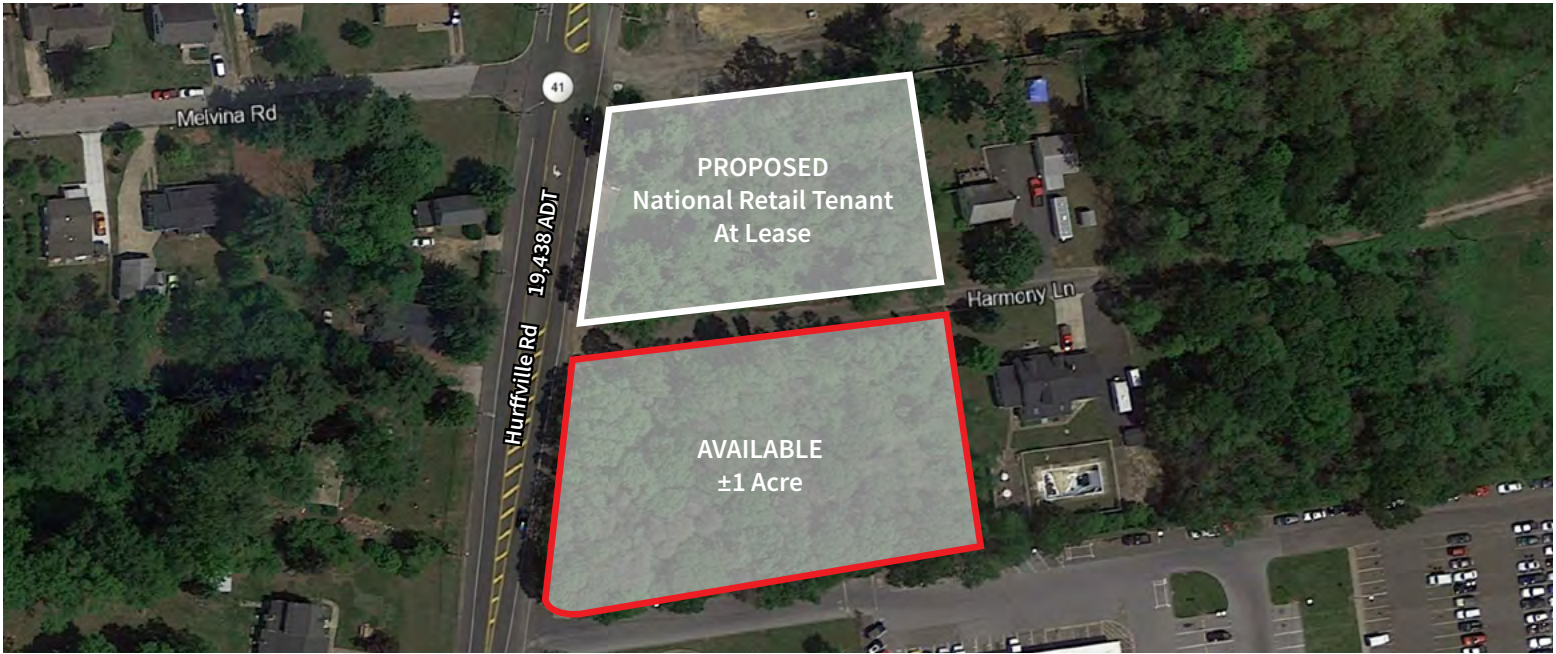 41
Melvina Rd
PROPOSED
National Retail Tenant
At Lease
19,438 ADT
Harmony Ln
Hurffville Rd
AVAILABLE
±1 Acre